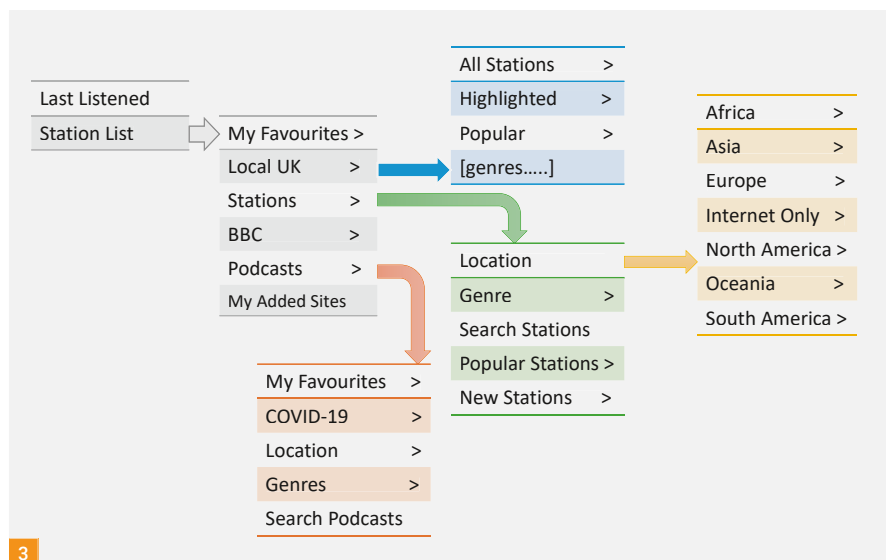 Last Listened
Station List
My Favourites >
Local UK >
Stations >
BBC >
Podcasts >
My Added Sites
All Stations >
Highlighted >
Popular >
[genres.....]
Location
Genre >
Search Stations
Popular Stations >
New Stations >
Africa >
Asia >
Europe >
Internet Only >
North America >
Oceania >
South America >
My Favourites >
COVID-19 >
Location >
Genres >
Search Podcasts
3